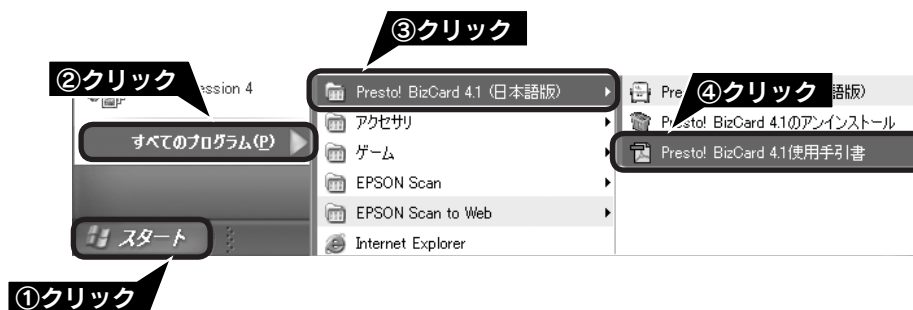 ③クリック
②クリック
ession 4
Presto! BizCard 4.1 (日本語版)
Pre
④クリック
語版)
アクセサリ
Presto! BizCard 4.1のアンインストール
すべてのプログラム(P)
ゲーム
Presto! BizCard 4.1使用手引書
EPSON Scan
EPSON Scan to Web
スタート
Internet Explorer
①クリック